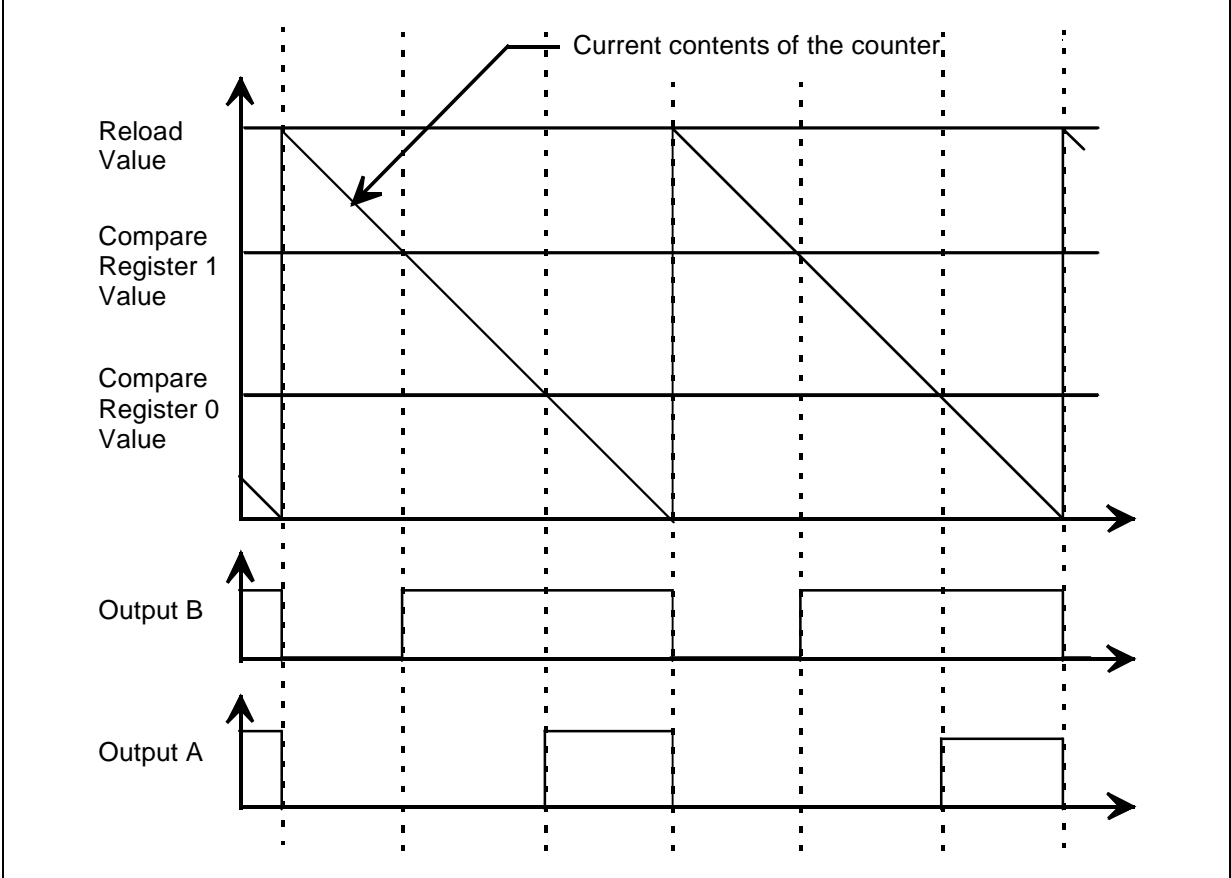 Current contents of the counter
Reload
Value
Compare
Register 1
Value
Compare
Register 0
Value
Output B
Output A